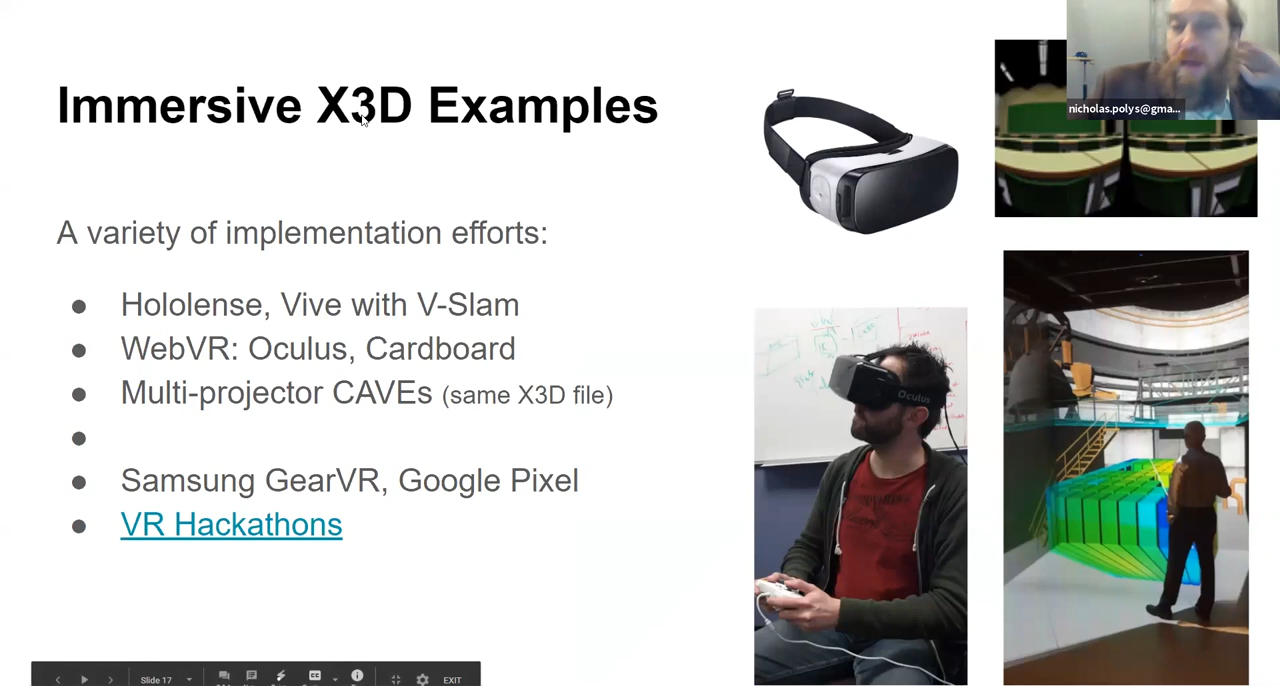 Immersive X3D Examples
nicholas.polys@gma...
A variety of implementation efforts:
● Hololense, Vive with V-Slam
● WebVR: Oculus, Cardboard
● Multi-projector CAVEs (same X3D file)
●
● Samsung GearVR, Google Pixel
● VR Hackathons
Oculus
Slide 17
CC
EXIT